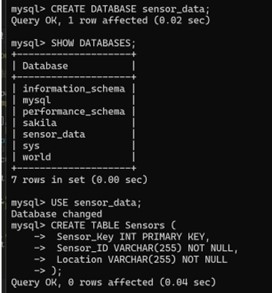 mysql> CREATE DATABASE sensor_data;
Query OK, 1 row affected (0.02 sec)

mysql> SHOW DATABASES;
+--------------------+
| Database           |
+--------------------+
| information_schema |
| mysql              |
| performance_schema |
| sakila             |
| sensor_data        |
| sys                |
| world              |
+--------------------+
7 rows in set (0.00 sec)

mysql> USE sensor_data;
Database changed
mysql> CREATE TABLE Sensors (
    ->  Sensor_Key INT PRIMARY KEY,
    ->  Sensor_ID VARCHAR(255) NOT NULL,
    ->  Location VARCHAR(255) NOT NULL
    -> );
Query OK, 0 rows affected (0.04 sec)